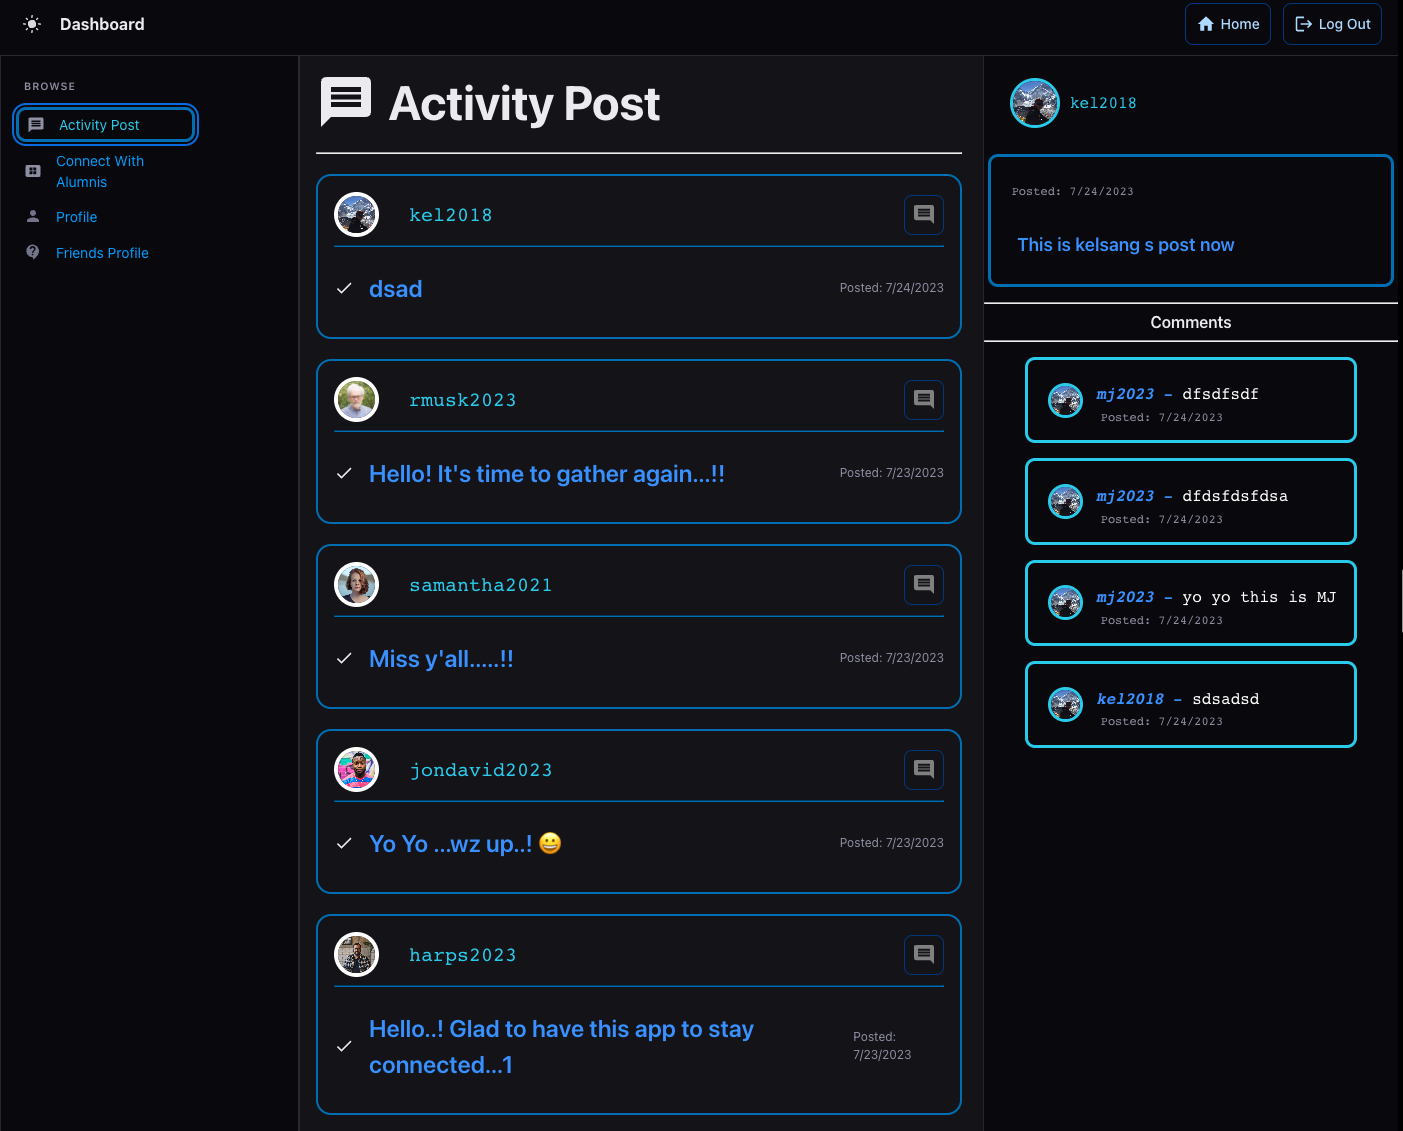 Dashboard
Home
Log Out
BROWSE
Activity Post
Connect With
Alumnis
Profile
Friends Profile
Activity Post
kel2018
dsad
Posted: 7/24/2023
rmusk2023
Hello! It's time to gather again...!!
Posted: 7/23/2023
samantha2021
Miss y'all.....!!
Posted: 7/23/2023
jondavid2023
Yo Yo ...wz up..! 😀
Posted: 7/23/2023
harps2023
Hello..! Glad to have this app to stay
connected...1
Posted:
7/23/2023
kel2018
Posted: 7/24/2023
This is kelsang s post now
Comments
mj2023 - dfsdfsdf
Posted: 7/24/2023
mj2023 - dfdsfdsfdsa
Posted: 7/24/2023
mj2023 - yo yo this is MJ
Posted: 7/24/2023
kel2018 - sdsadsd
Posted: 7/24/2023